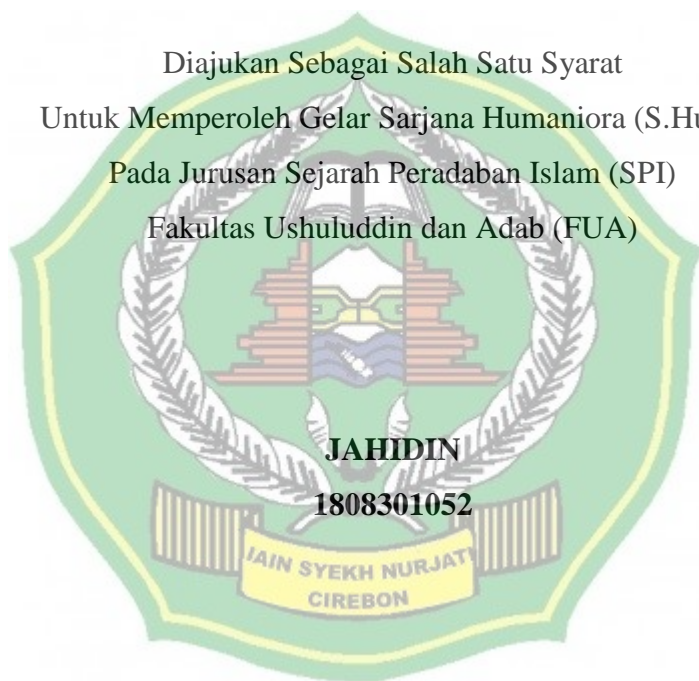 Diajukan Sebagai Salah Satu Syarat
Untuk Memperoleh Gelar Sarjana Humaniora (S.Hu
Pada Jurusan Sejarah Peradaban Islam (SPI)
Fakultas Ushuluddin dan Adab (FUA)
JAHIDIN
1808301052
IAIN SYEKH NURJATI
CIREBON